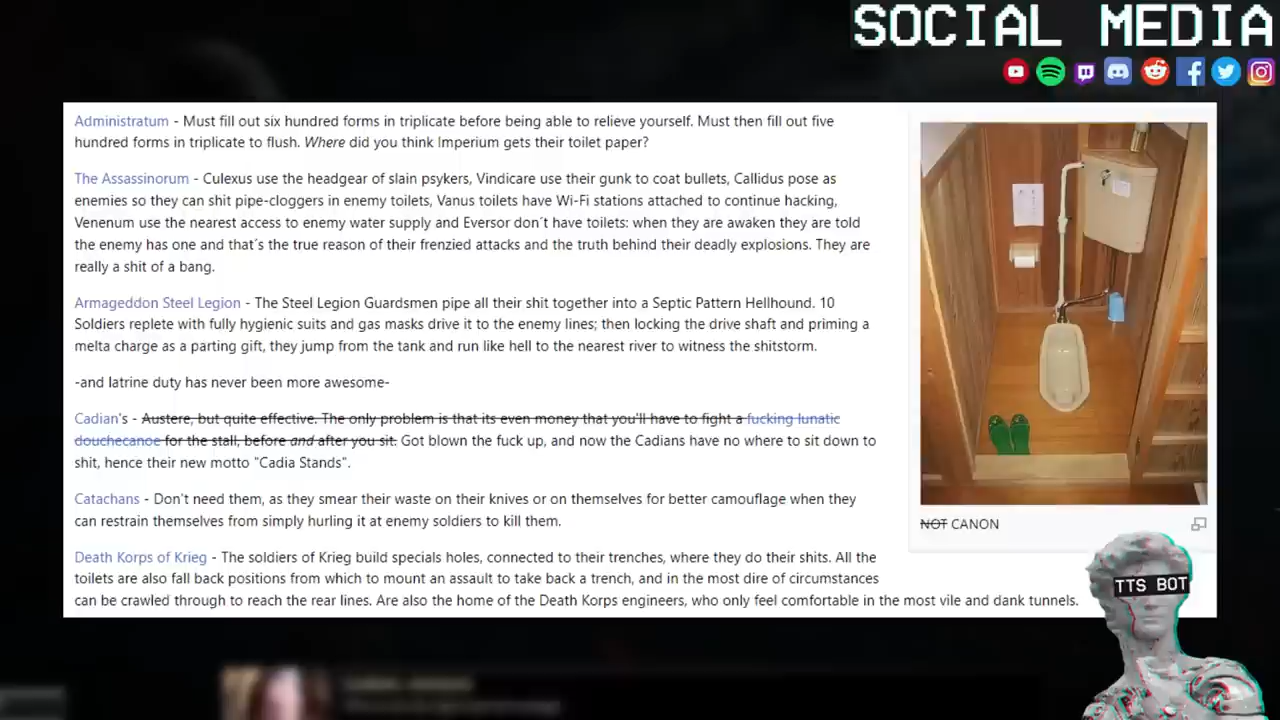 SOCIAL MEDIA
Administratum - Must fill out six hundred forms in triplicate before being able to relieve yourself. Must then fill out five
hundred forms in triplicate to flush. Where did you think Imperium gets their toilet paper?
The Assassinorum - Culexus use the headgear of slain psykers, Vindicare use their gunk to coat bullets, Callidus pose as
enemies so they can shit pipe-cloggers in enemy toilets, Vanus toilets have Wi-Fi stations attached to continue hacking,
Venenum use the nearest access to enemy water supply and Eversor don´t have toilets: when they are awaken they are told
the enemy has one and that´s the true reason of their frenzied attacks and the truth behind their deadly explosions. They are
really a shit of a bang.
Armageddon Steel Legion - The Steel Legion Guardsmen pipe all their shit together into a Septic Pattern Hellhound. 10
Soldiers replete with fully hygienic suits and gas masks drive it to the enemy lines; then locking the drive shaft and priming a
melta charge as a parting gift, they jump from the tank and run like hell to the nearest river to witness the shitstorm.
-and latrine duty has never been more awesome-
Cadian's - Austere, but quite effective. The only problem is that its even money that you'll have to fight a fucking lunatic
douchecanoe for the stall, before and after you sit. Got blown the fuck up, and now the Cadians have no where to sit down to
shit, hence their new motto "Cadia Stands".
Catachans - Don't need them, as they smear their waste on their knives or on themselves for better camouflage when they
can restrain themselves from simply hurling it at enemy soldiers to kill them.
Death Korps of Krieg - The soldiers of Krieg build specials holes, connected to their trenches, where they do their shits. All the
toilets are also fall back positions from which to mount an assault to take back a trench, and in the most dire of circumstances
can be crawled through to reach the rear lines. Are also the home of the Death Korps engineers, who only feel comfortable in the most vile and dank tunnels.
NOT CANON
TTS BOT